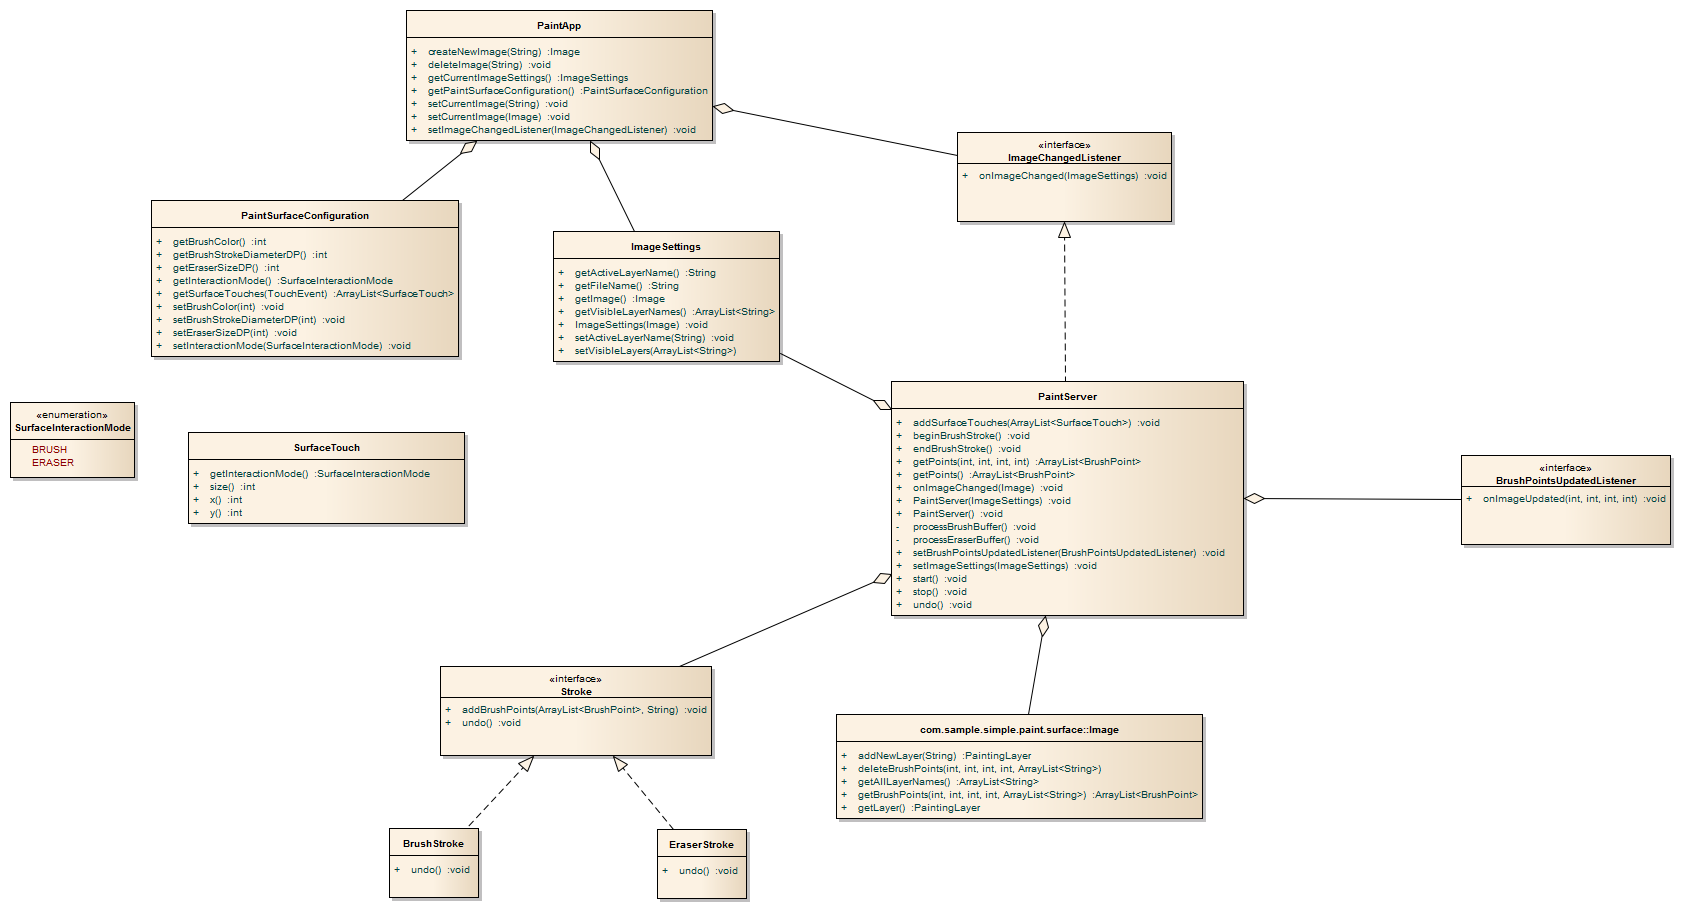 PaintApp
+ createNewImage(String) :Image
+ deleteImage(String) :void
+ getCurrentImageSettings() :ImageSettings
+ getPaintSurfaceConfiguration() :PaintSurfaceConfiguration
+ setCurrentImage(String) :void
+ setCurrentImage(Image) :void
+ setImageChangedListener(ImageChangedListener) :void
«interface»
ImageChangedListener
+ onImageChanged(ImageSettings) :void
PaintSurfaceConfiguration
+ getBrushColor() :int
+ getBrushStrokeDiameterDP() :int
+ getEraserSizeDP() :int
+ getInteractionMode() :SurfaceInteractionMode
+ getSurfaceTouches(TouchEvent) :ArrayList<SurfaceTouch>
+ setBrushColor(int) :void
+ setBrushStrokeDiameterDP(int) :void
+ setEraserSizeDP(int) :void
+ setInteractionMode(SurfaceInteractionMode) :void
ImageSettings
+ getActiveLayerName() :String
+ getFileName() :String
+ getImage() :Image
+ getVisibleLayerNames() :ArrayList<String>
+ ImageSettings(Image) :void
+ setActiveLayerName(String) :void
+ setVisibleLayers(ArrayList<String>)
«enumeration»
SurfaceInteractionMode
BRUSH
ERASER
SurfaceTouch
+ getInteractionMode() :SurfaceInteractionMode
+ size() :int
+ x() :int
+ y() :int
PaintServer
+ addSurfaceTouches(ArrayList<SurfaceTouch>) :void
+ beginBrushStroke() :void
+ endBrushStroke() :void
+ getPoints(int, int, int, int) :ArrayList<BrushPoint>
+ getPoints() :ArrayList<BrushPoint>
+ onImageChanged(Image) :void
+ PaintServer(ImageSettings) :void
+ PaintServer() :void
- processBrushBuffer() :void
- processEraserBuffer() :void
+ setBrushPointsUpdatedListener(BrushPointsUpdatedListener) :void
+ setImageSettings(ImageSettings) :void
+ start() :void
+ stop() :void
+ undo() :void
«interface»
BrushPointsUpdatedListener
+ onImageUpdated(int, int, int, int) :void
«interface»
Stroke
+ addBrushPoints(ArrayList<BrushPoint>, String) :void
+ undo() :void
com.sample.simple.paint.surface::Image
+ addNewLayer(String) :PaintingLayer
+ deleteBrushPoints(int, int, int, int, ArrayList<String>)
+ getAllLayerNames() :ArrayList<String>
+ getBrushPoints(int, int, int, int, ArrayList<String>) :ArrayList<BrushPoint>
+ getLayer() :PaintingLayer
BrushStroke
+ undo() :void
EraserStroke
+ undo() :void